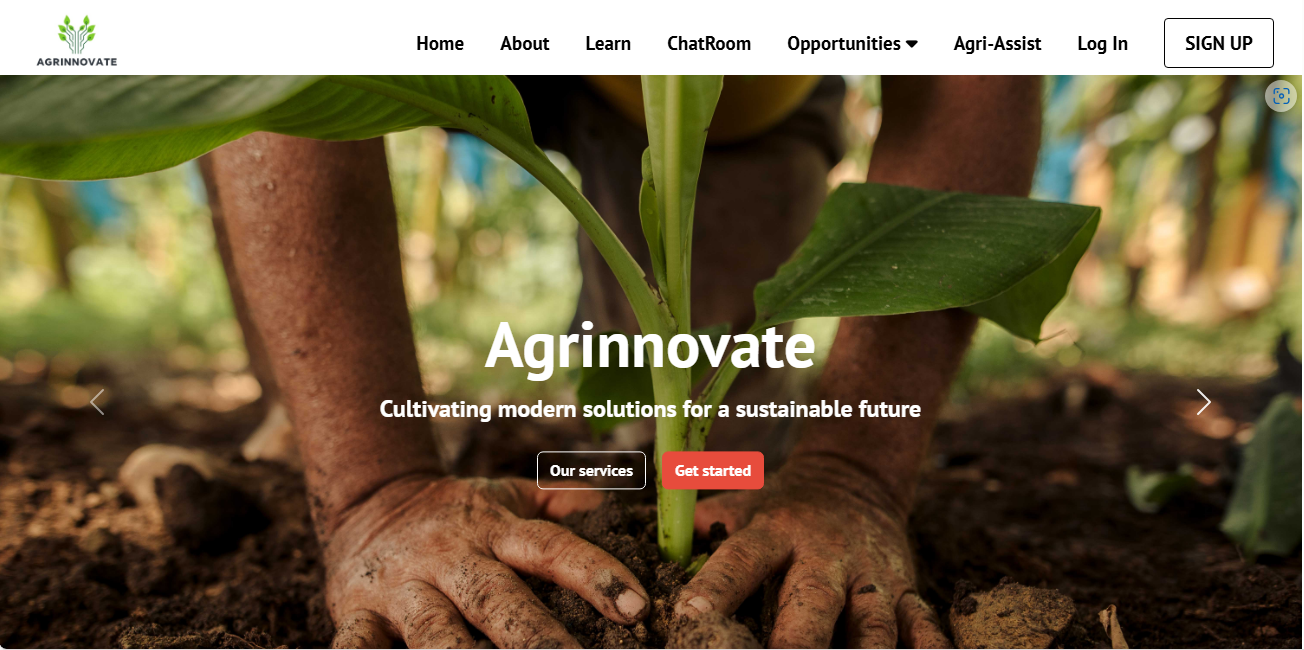 AGRINNOVATE
Home About Learn ChatRoom Opportunities Agri-Assist Log In SIGN UP
Agrinnovate
Cultivating modern solutions for a sustainable future
Our services Get started